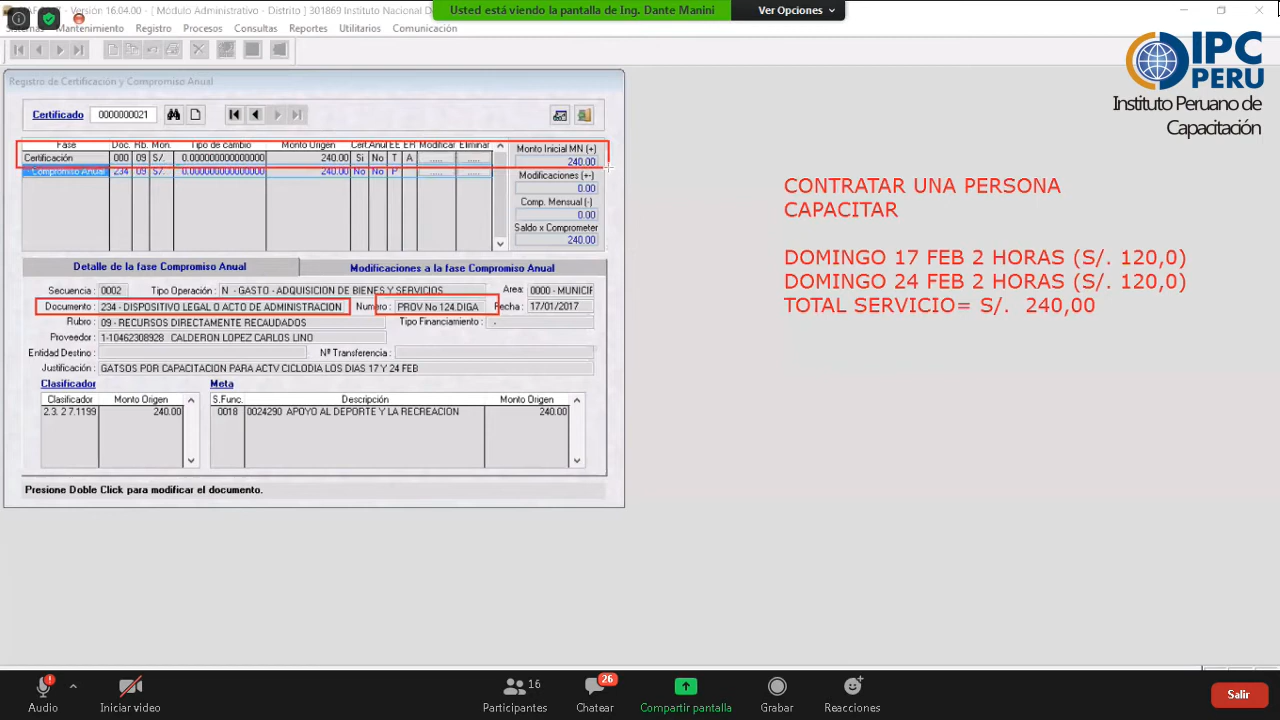 Versión 16.04.00 - [ Módulo Administrativo - Distrito ] 301869 Instituto Nacional D
Usted está viendo la pantalla de Ing. Dante Manini
Ver Opciones
Mantenimiento Registro Procesos Consultas Reportes Utilitarios Comunicación
IPC
PERU
Instituto Peruano de
Capacitación
Registro de Certificación y Compromiso Anual
Certificado 0000000021
Fase Doc. Rb. Mon. Tipo de cambio Monto Origen Cert.Anul EE ER Modificar Eliminar
Certificación 000 09 S/. 0.000000000000000 240.00 Si No T A ..... .....
Compromiso Anual 234 09 S/. 0.000000000000000 240.00 No No P ..... .....
Monto Inicial MN (+)
240.00
Modificaciones (+-)
0.00
Comp. Mensual (-)
0.00
Saldo x Comprometer
240.00
Detalle de la fase Compromiso Anual
Modificaciones a la fase Compromiso Anual
Secuencia : 0002 Tipo Operación : N - GASTO - ADQUISICION DE BIENES Y SERVICIOS Area: 0000 - MUNICIF
Documento : 234 - DISPOSITIVO LEGAL O ACTO DE ADMINISTRACION Numero : PROV No 124.DIGA Fecha : 17/01/2017
Rubro : 09 - RECURSOS DIRECTAMENTE RECAUDADOS Tipo Financiamiento : .
Proveedor : 1-10462308928 CALDERON LOPEZ CARLOS LINO
Entidad Destino : Nº Transferencia :
Justificación : GATSOS POR CAPACITACION PARA ACTV CICLODIA LOS DIAS 17 Y 24 FEB
Clasificador Meta
Clasificador Monto Origen S.Func. Descripción Monto Origen
2.3. 2 7.1199 240.00 0018 0024290 APOYO AL DEPORTE Y LA RECREACION 240.00
Presione Doble Click para modificar el documento.
CONTRATAR UNA PERSONA
CAPACITAR
DOMINGO 17 FEB 2 HORAS (S/. 120,0)
DOMINGO 24 FEB 2 HORAS (S/. 120,0)
TOTAL SERVICIO= S/. 240,00
Audio
Iniciar video
16
Participantes
26
Chatear
Compartir pantalla
Grabar
Reacciones
Salir